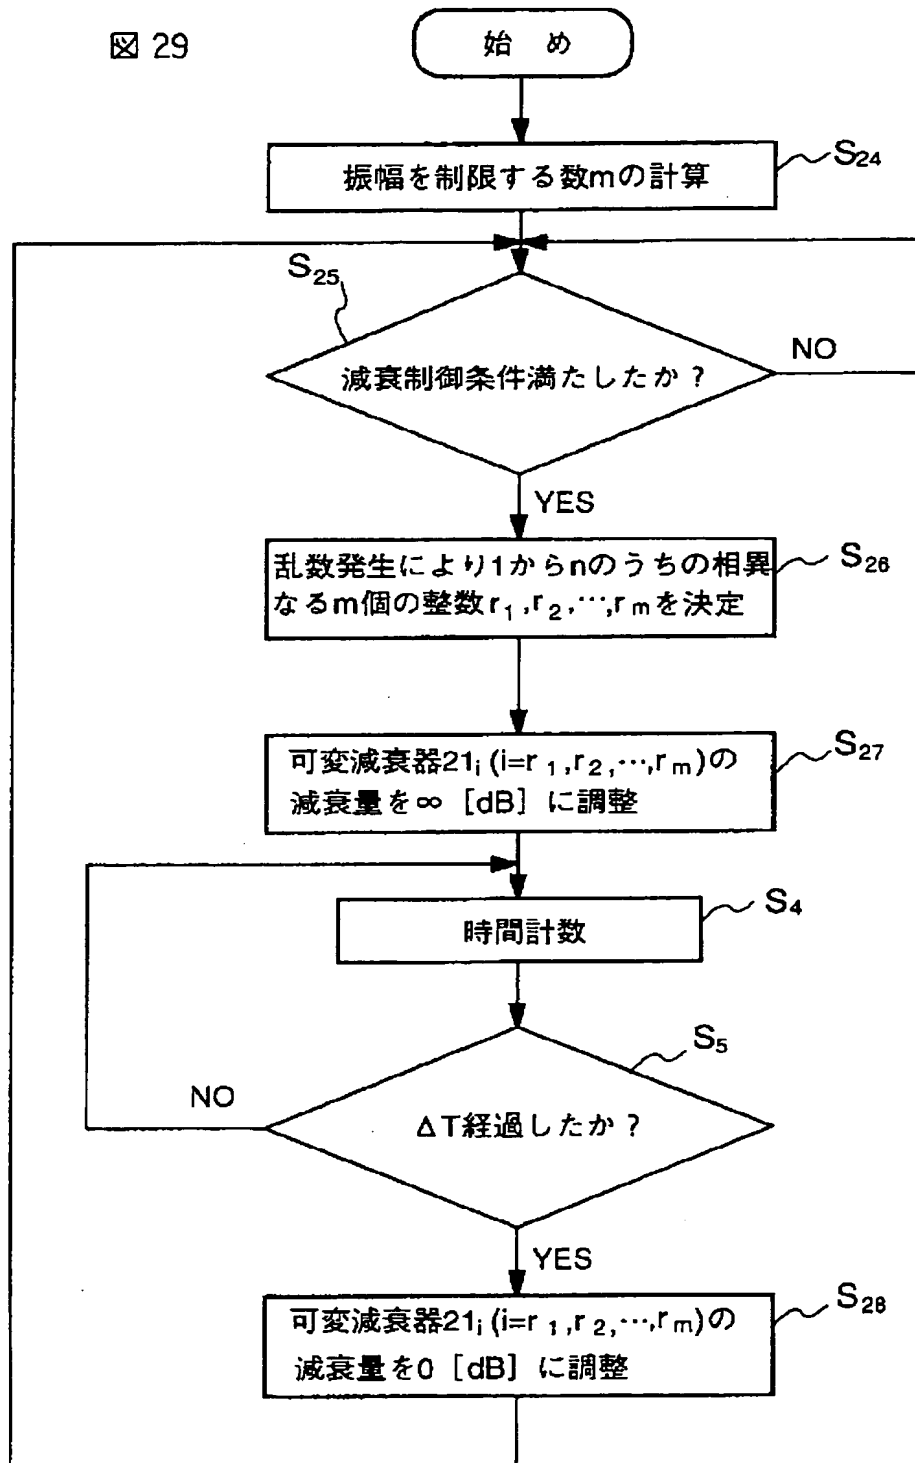 図 29
始 め
振幅を制限する数mの計算
S24
S25
減衰制御条件満たしたか?
NO
YES
乱数発生により1からnのうちの相異
なるm個の整数r1,r2,…,rmを決定
S26
可変減衰器21i(i=r1,r2,…,rm)の
減衰量を∞ [dB] に調整
S27
時間計数
S4
S5
ΔT経過したか?
NO
YES
可変減衰器21i(i=r1,r2,…,rm)の
減衰量を0 [dB] に調整
S28